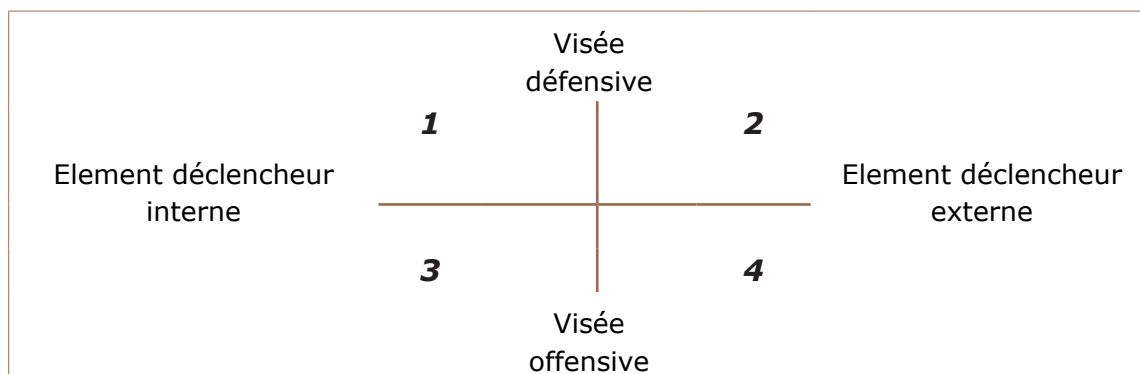 Visée
défensive
1
2
Element déclencheur
interne
Element déclencheur
externe
3
4
Visée
offensive